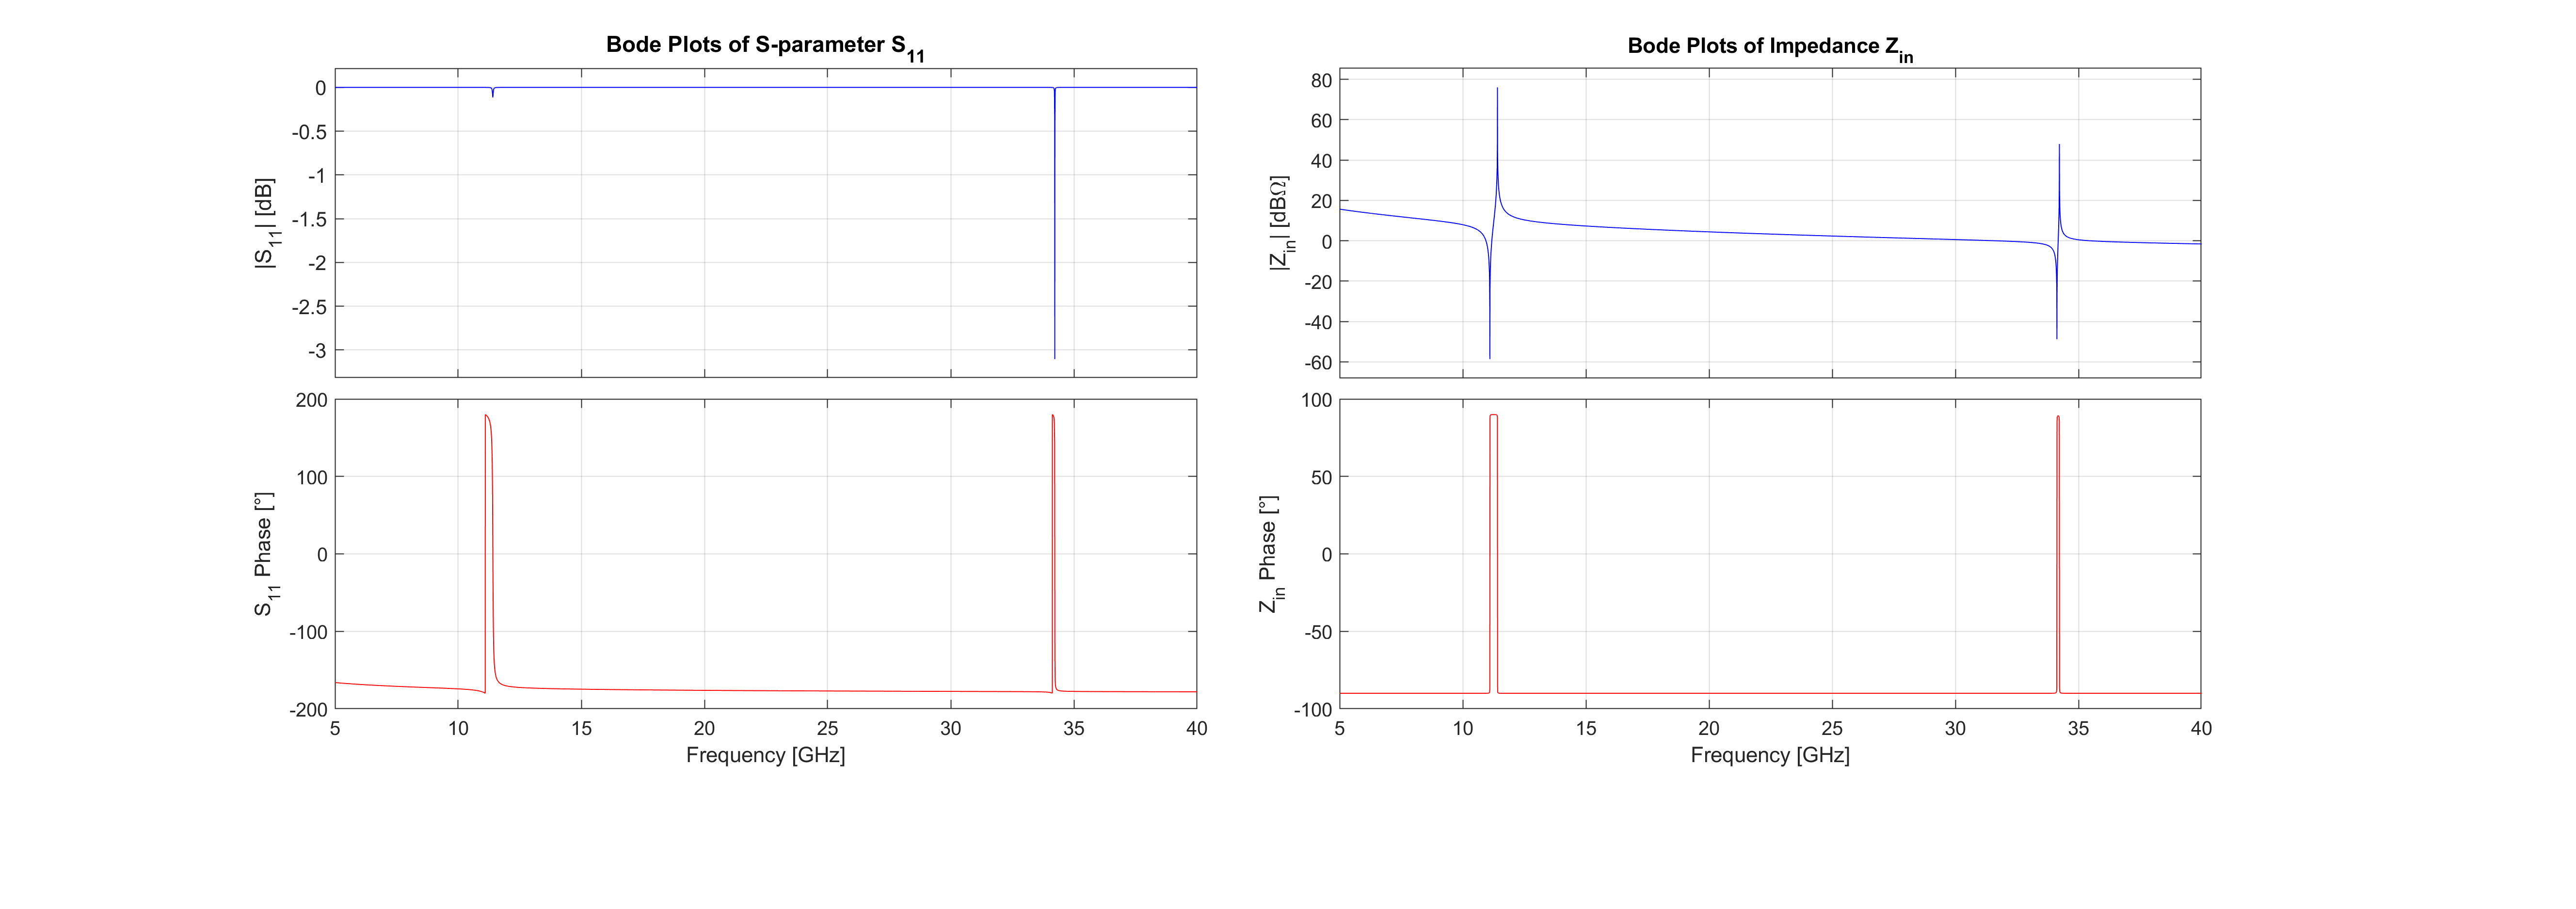 Bode Plots of S-parameter S11
|S11| [dB]
0
-0.5
-1
-1.5
-2
-2.5
-3
S11 Phase [°]
200
100
0
-100
-200
5 10 15 20 25 30 35 40
Frequency [GHz]
Bode Plots of Impedance Zin
|Zin| [dBΩ]
80
60
40
20
0
-20
-40
-60
Zin Phase [°]
100
50
0
-50
-100
5 10 15 20 25 30 35 40
Frequency [GHz]